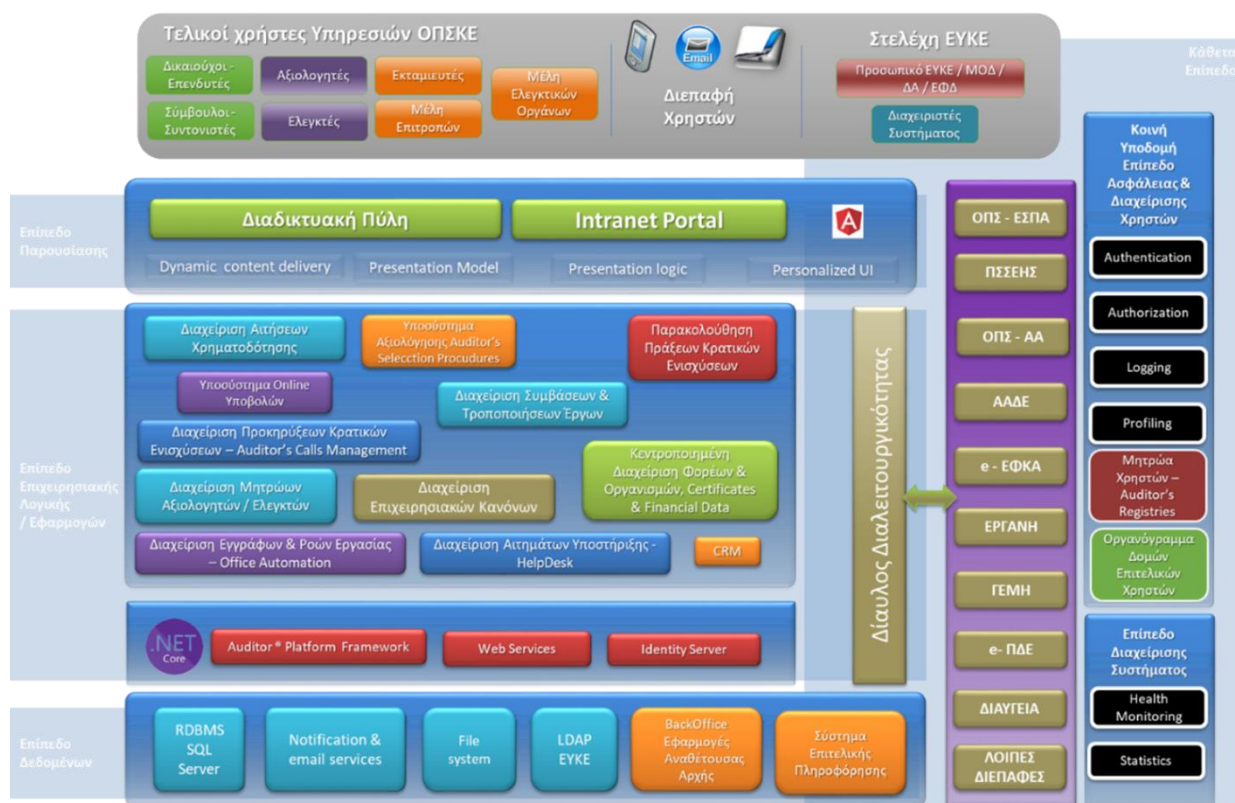 Τελικοί χρήστες Υπηρεσιών ΟΠΣΚΕ
Δικαιούχοι -
Επενδυτές
Αξιολογητές
Εκταμιευτές
Μέλη
Ελεγκτικών
Οργάνων
Σύμβουλοι -
Συντονιστές
Ελεγκτές
Μέλη
Επιτροπών
Email
Διεπαφή
Χρηστών
Στελέχη ΕΥΚΕ
Προσωπικό ΕΥΚΕ / ΜΟΔ /
ΔΑ / ΕΦΔ
Διαχειριστές
Συστήματος
Κάθετα
Επίπεδα
Επίπεδο
Παρουσίασης
Διαδικτυακή Πύλη
Intranet Portal
A
Dynamic content delivery
Presentation Model
Presentation logic
Personalized UI
Επίπεδο
Επιχειρησιακής
Λογικής
/ Εφαρμογών
Διαχείριση Αιτήσεων
Χρηματοδότησης
Υποσύστημα
Αξιολόγησης Auditor's
Selecction Procudures
Παρακολούθηση
Πράξεων Κρατικών
Ενισχύσεων
Υποσύστημα Online
Υποβολών
Διαχείριση Συμβάσεων &
Τροποποιήσεων Έργων
Διαχείριση Προκηρύξεων Κρατικών
Ενισχύσεων – Auditor's Calls Management
Κεντροποιημένη
Διαχείριση Φορέων &
Οργανισμών, Certificates
& Financial Data
Διαχείριση Μητρώων
Αξιολογητών / Ελεγκτών
Διαχείριση
Επιχειρησιακών Κανόνων
Διαχείριση Εγγράφων & Ροών Εργασίας
– Office Automation
Διαχείριση Αιτημάτων Υποστήριξης -
HelpDesk
CRM
.NET
Core
Auditor ® Platform Framework
Web Services
Identity Server
Επίπεδο
Δεδομένων
RDBMS
SQL
Server
Notification &
email services
File
system
LDAP
ΕΥΚΕ
BackOffice
Εφαρμογές
Αναθέτουσας
Αρχής
Σύστημα
Επιτελικής
Πληροφόρησης
Δίαυλος Διαλειτουργικότητας
ΟΠΣ - ΕΣΠΑ
ΠΣΣΕΗΣ
ΟΠΣ - ΑΑ
ΑΑΔΕ
e - ΕΦΚΑ
ΕΡΓΑΝΗ
ΓΕΜΗ
e- ΠΔΕ
ΔΙΑΥΓΕΙΑ
ΛΟΙΠΕΣ
ΔΙΕΠΑΦΕΣ
Κοινή
Υποδομή
Επίπεδο
Ασφάλειας &
Διαχείρισης
Χρηστών
Authentication
Authorization
Logging
Profiling
Μητρώα
Χρηστών –
Auditor's
Registries
Οργανόγραμμα
Δομών
Επιτελικών
Χρηστών
Επίπεδο
Διαχείρισης
Συστήματος
Health
Monitoring
Statistics